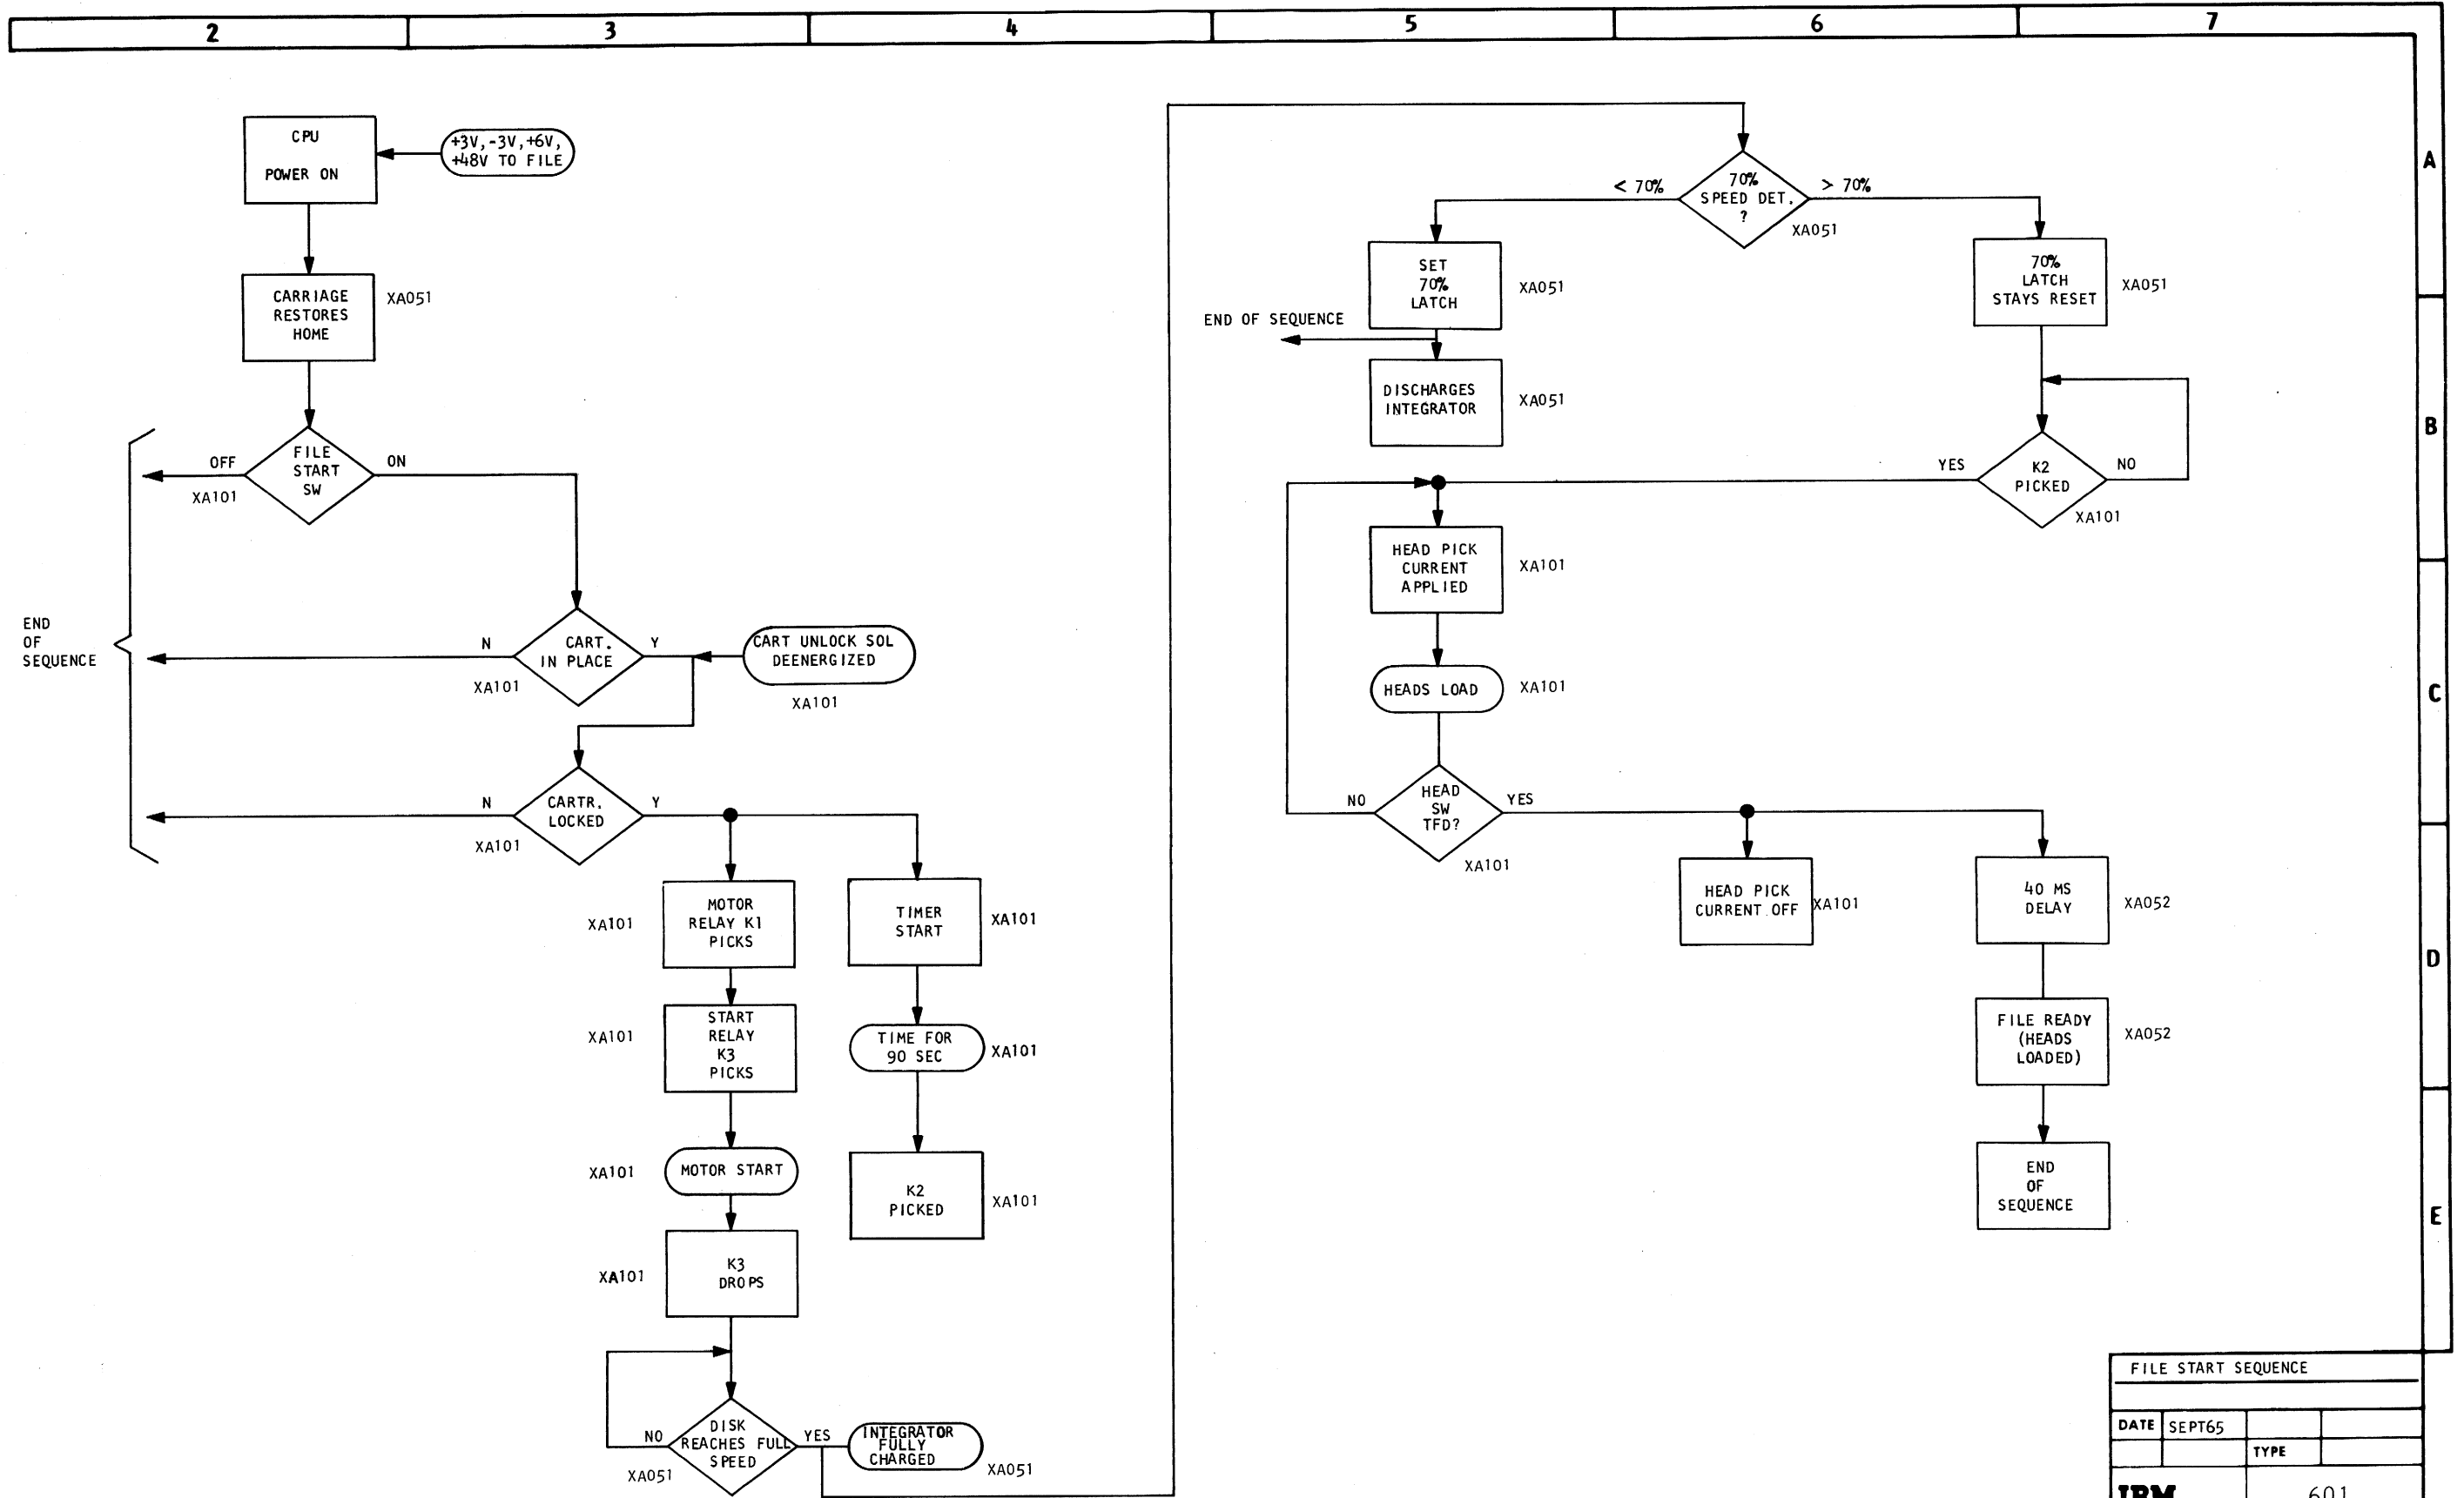 2
3
4
5
6
7
A
B
C
D
E
CPU
POWER ON
+3V,-3V,+6V,
+48V TO FILE
CARRIAGE
RESTORES
HOME
XA051
FILE
START
SW
OFF
ON
XA101
END
OF
SEQUENCE
CART.
IN PLACE
N
Y
XA101
CART UNLOCK SOL
DEENERGIZED
XA101
CARTR.
LOCKED
N
Y
XA101
MOTOR
RELAY K1
PICKS
XA101
TIMER
START
XA101
START
RELAY
K3
PICKS
XA101
TIME FOR
90 SEC
XA101
MOTOR START
XA101
K2
PICKED
XA101
K3
DROPS
XA101
DISK
REACHES FULL
SPEED
NO
YES
XA051
INTEGRATOR
FULLY
CHARGED
XA051
70%
SPEED DET.
?
< 70%
> 70%
XA051
SET
70%
LATCH
XA051
70%
LATCH
STAYS RESET
XA051
END OF SEQUENCE
DISCHARGES
INTEGRATOR
XA051
K2
PICKED
YES
NO
XA101
HEAD PICK
CURRENT
APPLIED
XA101
HEADS LOAD
XA101
HEAD
SW
TFD?
NO
YES
XA101
HEAD PICK
CURRENT OFF
XA101
40 MS
DELAY
XA052
FILE READY
(HEADS
LOADED)
XA052
END
OF
SEQUENCE
FILE START SEQUENCE
DATE SEPT65
TYPE
IBM
601